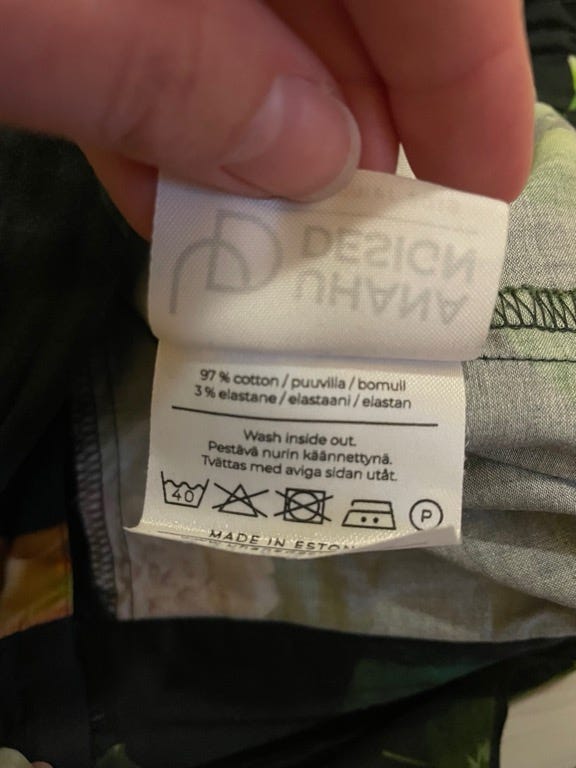 UHANA
DESIGN
97 % cotton / puuvilla / bomull
3 % elastane / elastaani / elastan
Wash inside out.
Pestävä nurin käännettynä.
Tvättas med aviga sidan utåt.
40
P
MADE IN ESTON